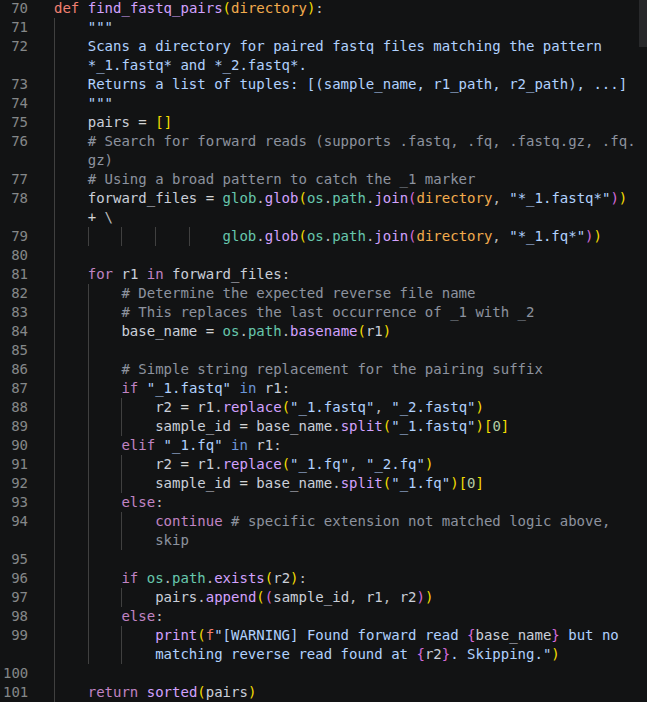 70 def find_fastq_pairs(directory):
71     """
72     Scans a directory for paired fastq files matching the pattern
    *_1.fastq* and *_2.fastq*.
73     Returns a list of tuples: [(sample_name, r1_path, r2_path), ...]
74     """
75     pairs = []
76     # Search for forward reads (supports .fastq, .fq, .fastq.gz, .fq.
    gz)
77     # Using a broad pattern to catch the _1 marker
78     forward_files = glob.glob(os.path.join(directory, "*_1.fastq*"))
    + \
79                     glob.glob(os.path.join(directory, "*_1.fq*"))
80
81     for r1 in forward_files:
82         # Determine the expected reverse file name
83         # This replaces the last occurrence of _1 with _2
84         base_name = os.path.basename(r1)
85
86         # Simple string replacement for the pairing suffix
87         if "_1.fastq" in r1:
88             r2 = r1.replace("_1.fastq", "_2.fastq")
89             sample_id = base_name.split("_1.fastq")[0]
90         elif "_1.fq" in r1:
91             r2 = r1.replace("_1.fq", "_2.fq")
92             sample_id = base_name.split("_1.fq")[0]
93         else:
94             continue # specific extension not matched logic above,
            skip
95
96         if os.path.exists(r2):
97             pairs.append((sample_id, r1, r2))
98         else:
99             print(f"[WARNING] Found forward read {base_name} but no
            matching reverse read found at {r2}. Skipping.")
100
101     return sorted(pairs)